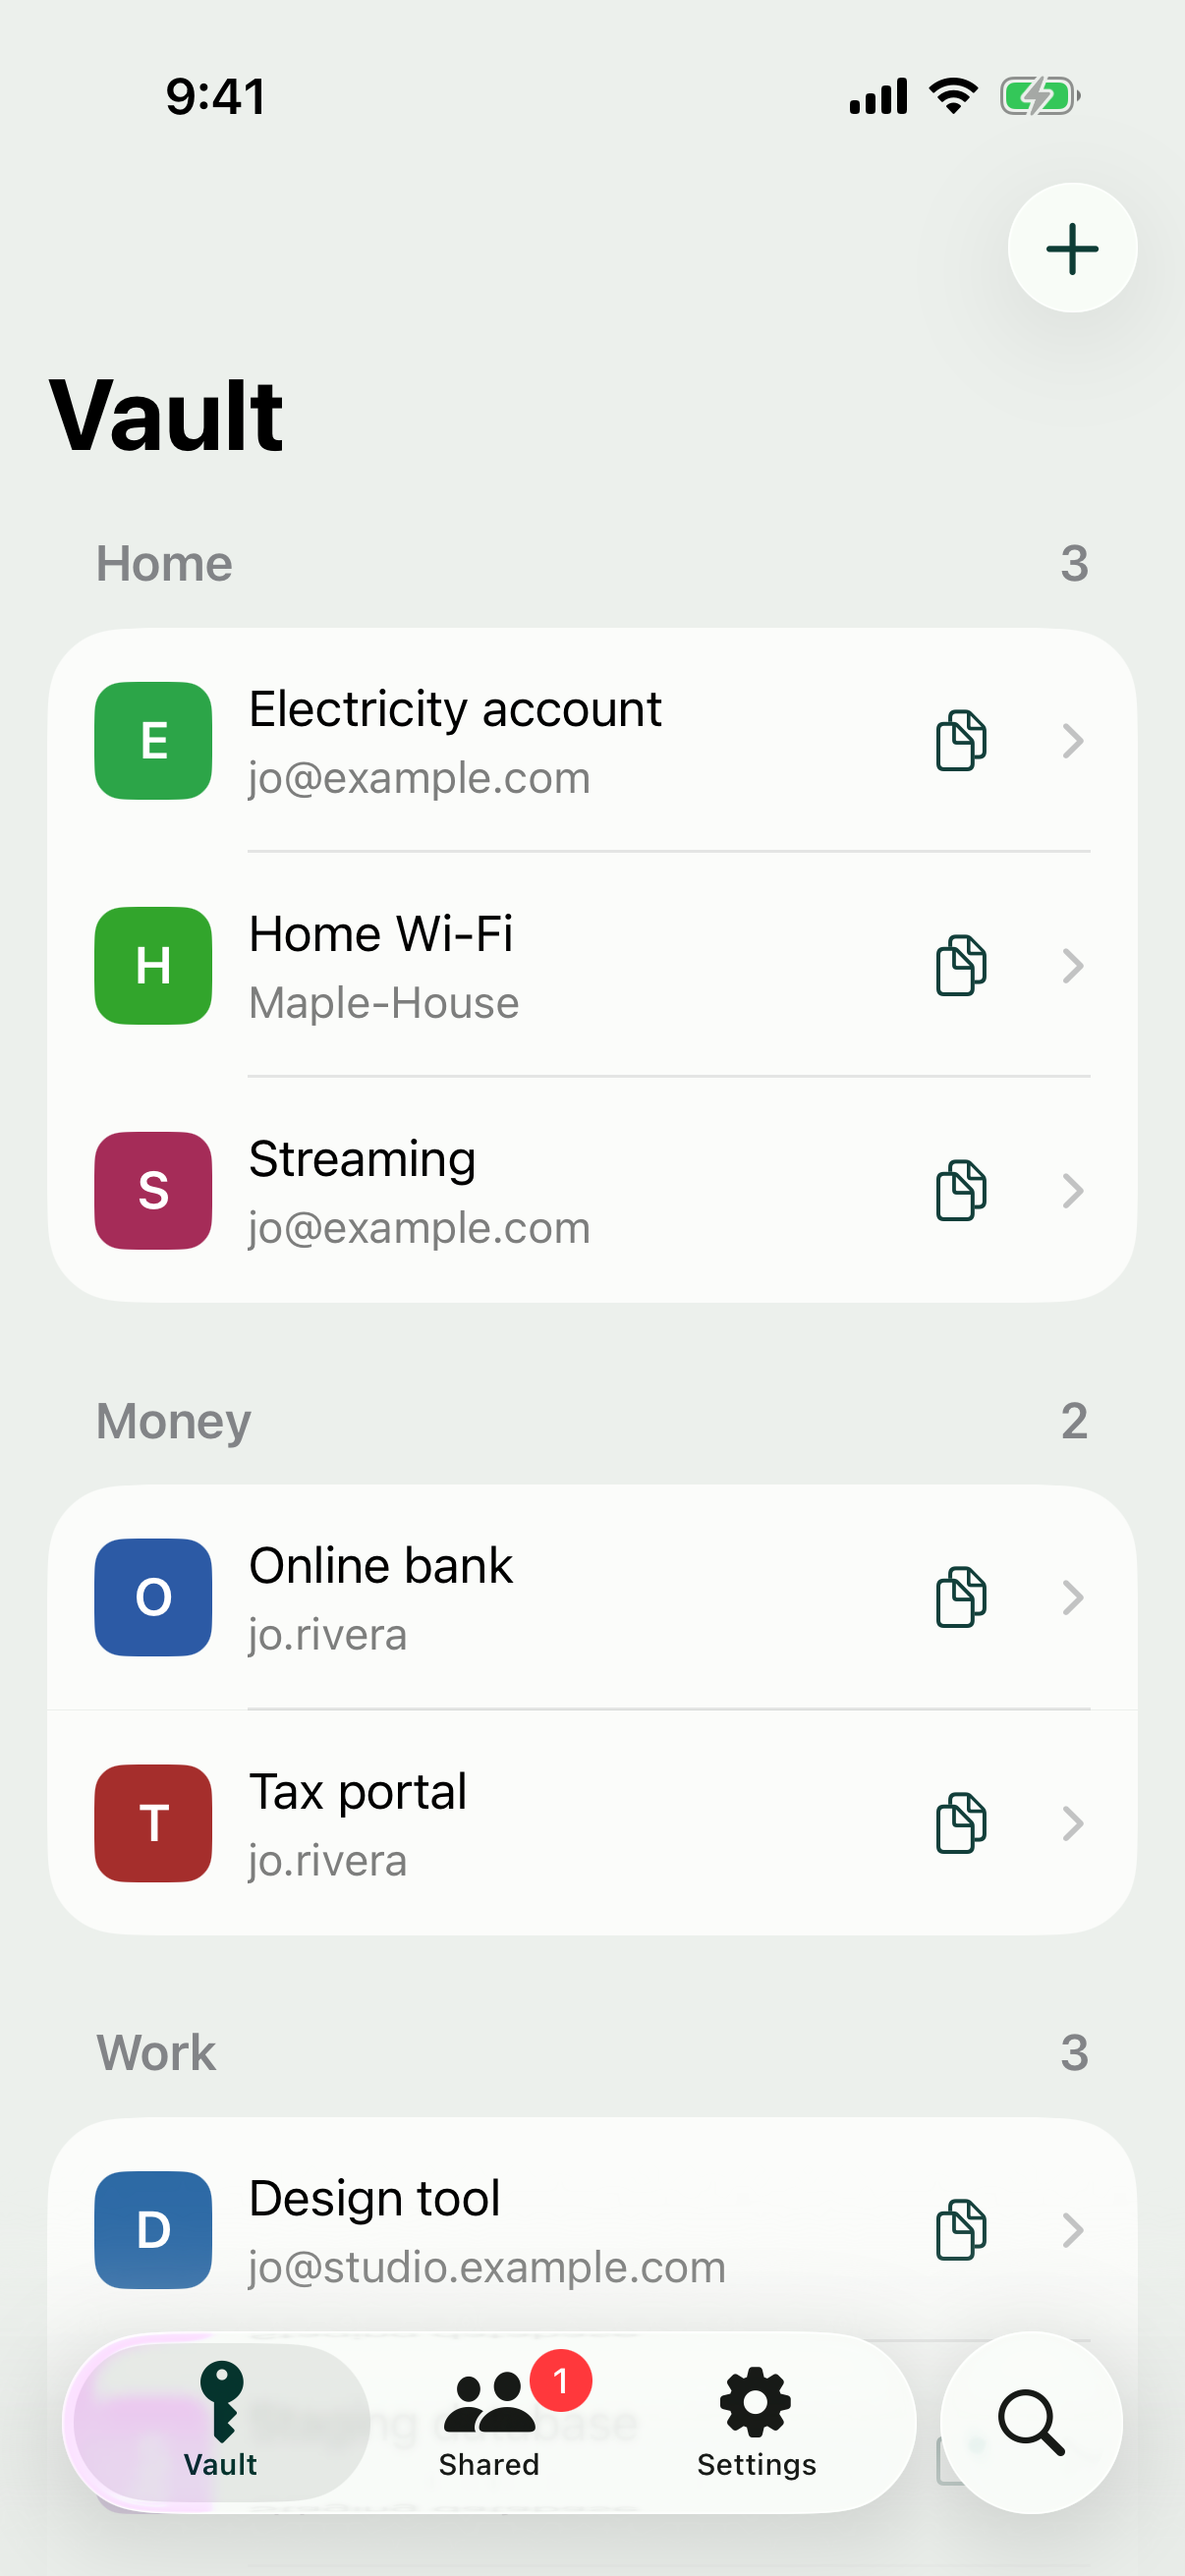 9:41
Vault
Home 3
E
Electricity account
jo@example.com
H
Home Wi-Fi
Maple-House
S
Streaming
jo@example.com
Money 2
O
Online bank
jo.rivera
T
Tax portal
jo.rivera
Work 3
D
Design tool
jo@studio.example.com
1
Vault
Shared
Settings